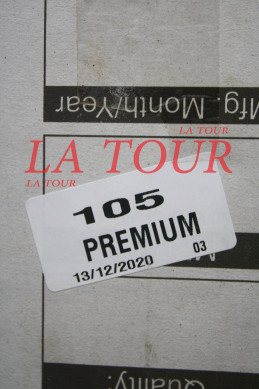 Mfg. Month/Year
LA TOUR
LA TOUR
LA TOUR
105
PREMIUM
03
13/12/2020
Quality: